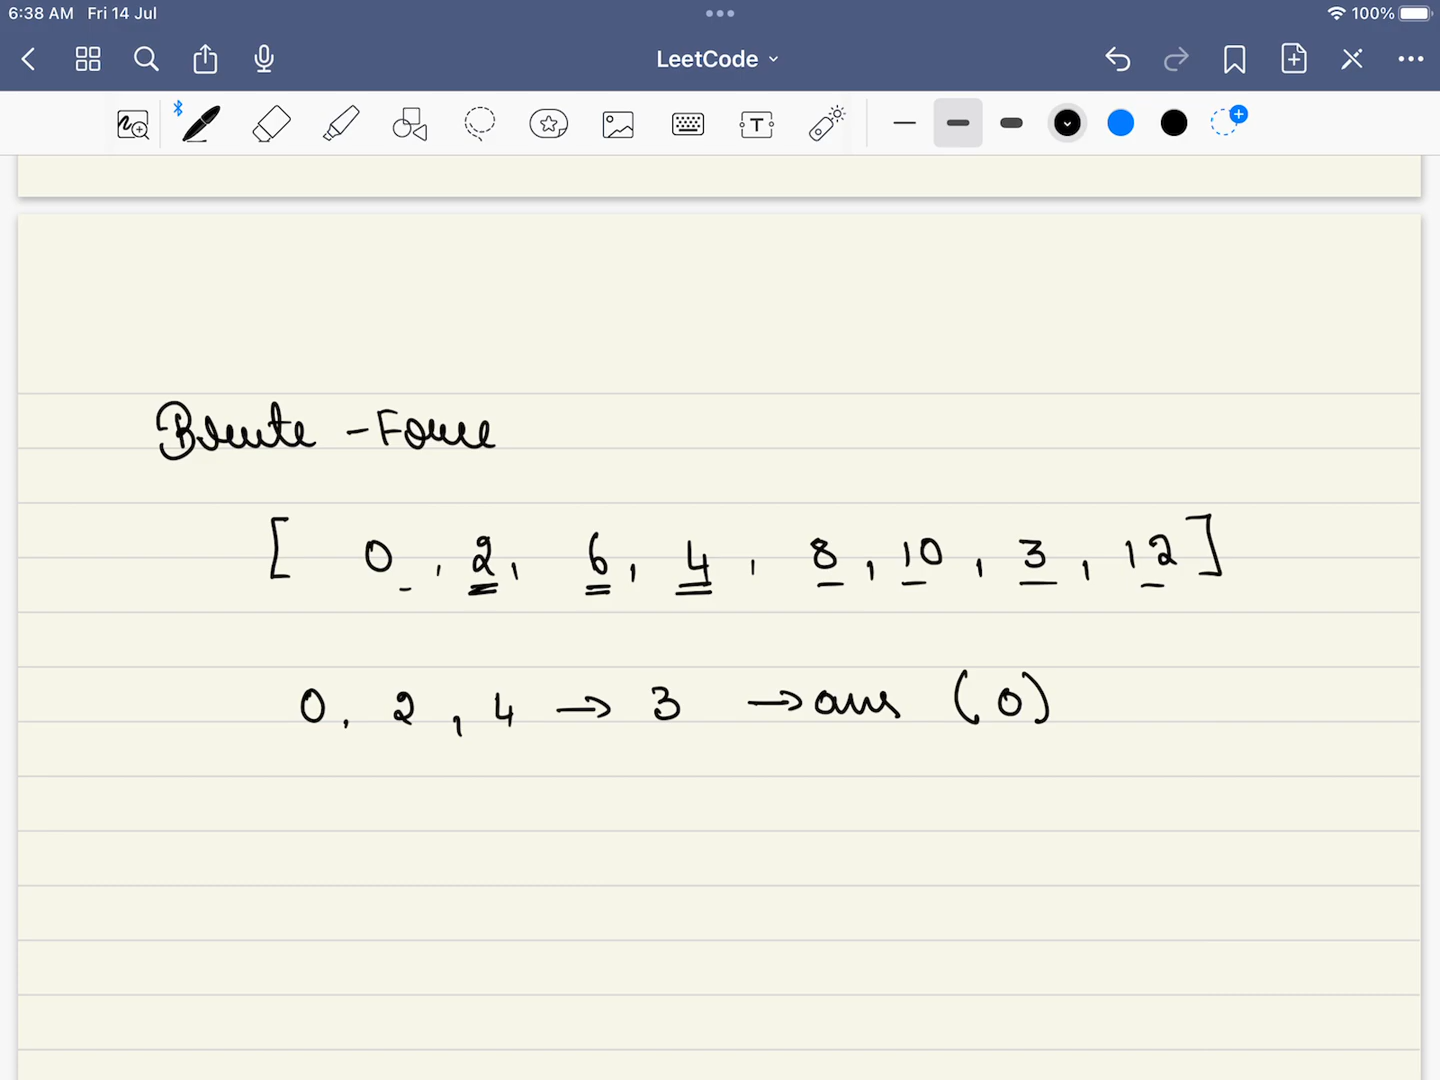 6:38 AM Fri 14 Jul
100%
LeetCode
T
Brute - Force
[ 0, 2, 6, 4, 8, 10, 3, 12 ]
0, 2, 4 → 3 → ans (0)